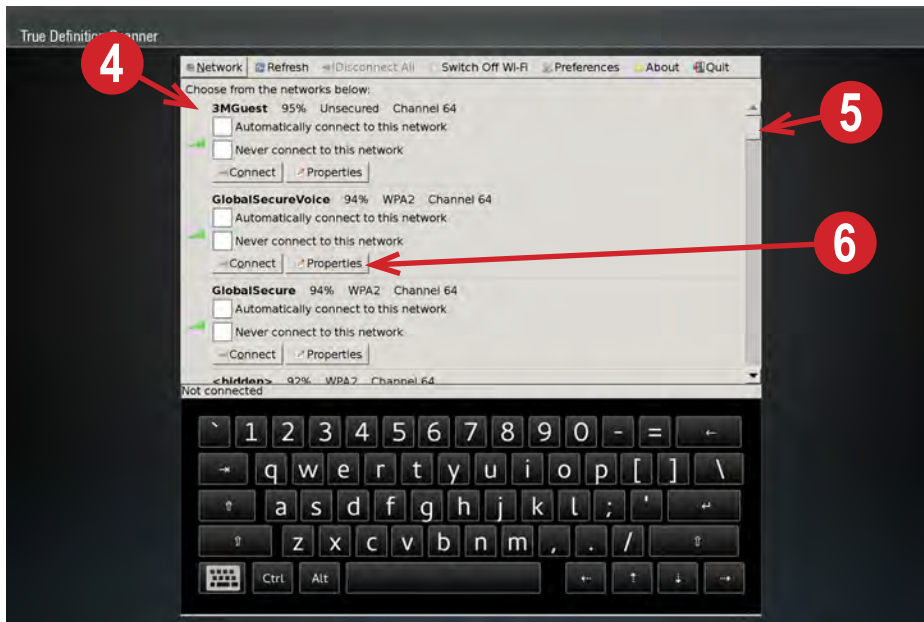 True Definition Scanner
4
Network Refresh Disconnect All Switch Off Wi-Fi Preferences About Quit
Choose from the networks below:
3MGuest 95% Unsecured Channel 64
Automatically connect to this network
Never connect to this network
Connect Properties
5
GlobalSecureVoice 94% WPA2 Channel 64
Automatically connect to this network
Never connect to this network
Connect Properties
6
GlobalSecure 94% WPA2 Channel 64
Automatically connect to this network
Never connect to this network
Connect Properties
<hidden> 92% WPA2 Channel 64
Not connected
` 1 2 3 4 5 6 7 8 9 0 - = ←
⇥ q w e r t y u i o p [ ] \
⇧ a s d f g h j k l ; ' ↵
⇧ z x c v b n m , . / ⇧
Ctrl Alt ← ↑ ↓ →